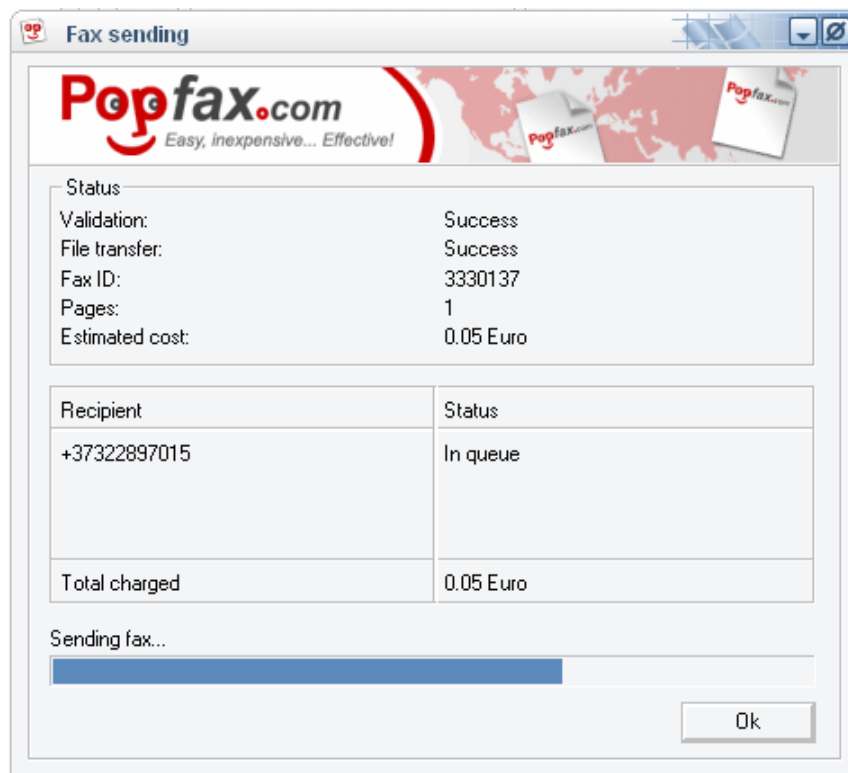 Fax sending
Popfax.com
Easy, inexpensive... Effective!
Popfax.com
Popfax.com
Status
Validation: Success
File transfer: Success
Fax ID: 3330137
Pages: 1
Estimated cost: 0.05 Euro
Recipient Status
+37322897015 In queue
Total charged 0.05 Euro
Sending fax...
Ok